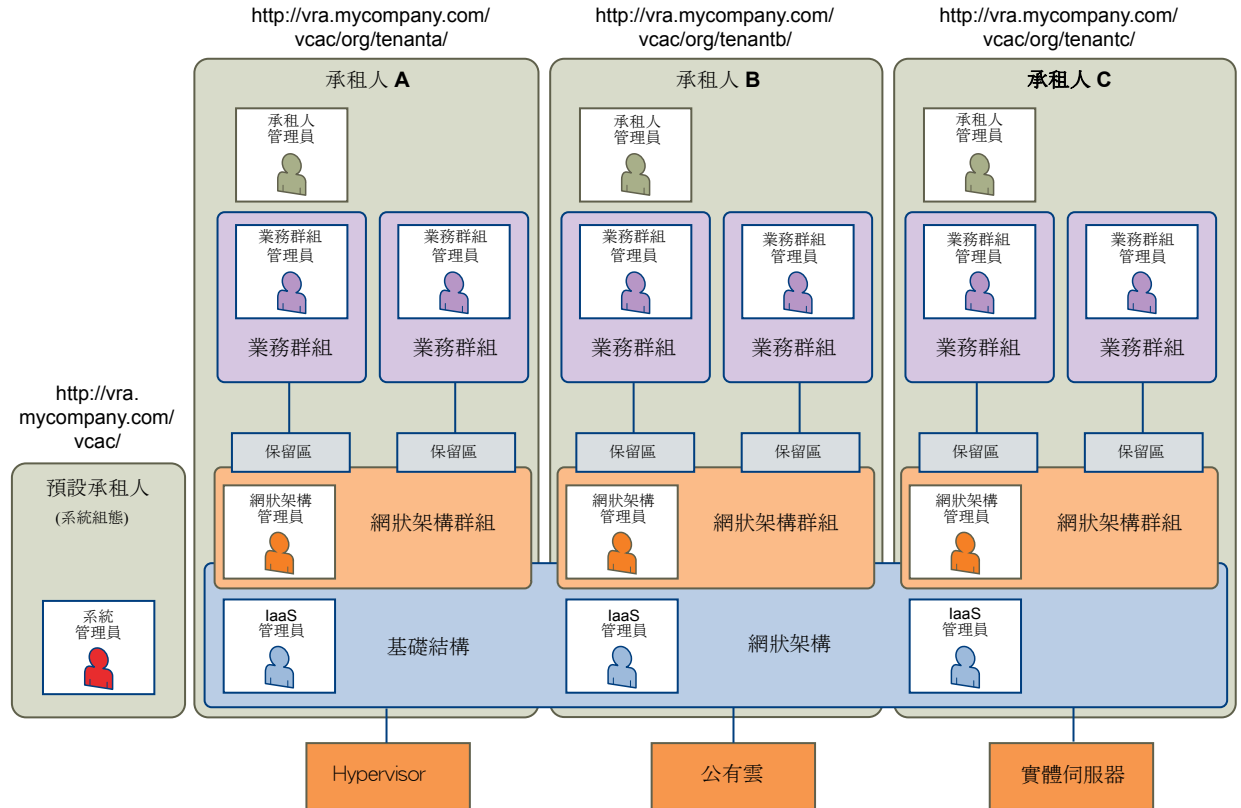 http://vra.mycompany.com/
vcac/org/tenanta/
http://vra.mycompany.com/
vcac/org/tenantb/
http://vra.mycompany.com/
vcac/org/tenantc/
承租人 A
承租人 B
承租人 C
承租人
管理員
承租人
管理員
承租人
管理員
業務群組
管理員
業務群組
管理員
業務群組
管理員
業務群組
管理員
業務群組
管理員
業務群組
管理員
業務群組
業務群組
業務群組
業務群組
業務群組
業務群組
http://vra.
mycompany.com/
vcac/
保留區
保留區
保留區
保留區
保留區
保留區
預設承租人
(系統組態)
網狀架構
管理員
網狀架構群組
網狀架構
管理員
網狀架構群組
網狀架構
管理員
網狀架構群組
系統
管理員
IaaS
管理員
基礎結構
IaaS
管理員
網狀架構
IaaS
管理員
Hypervisor
公有雲
實體伺服器